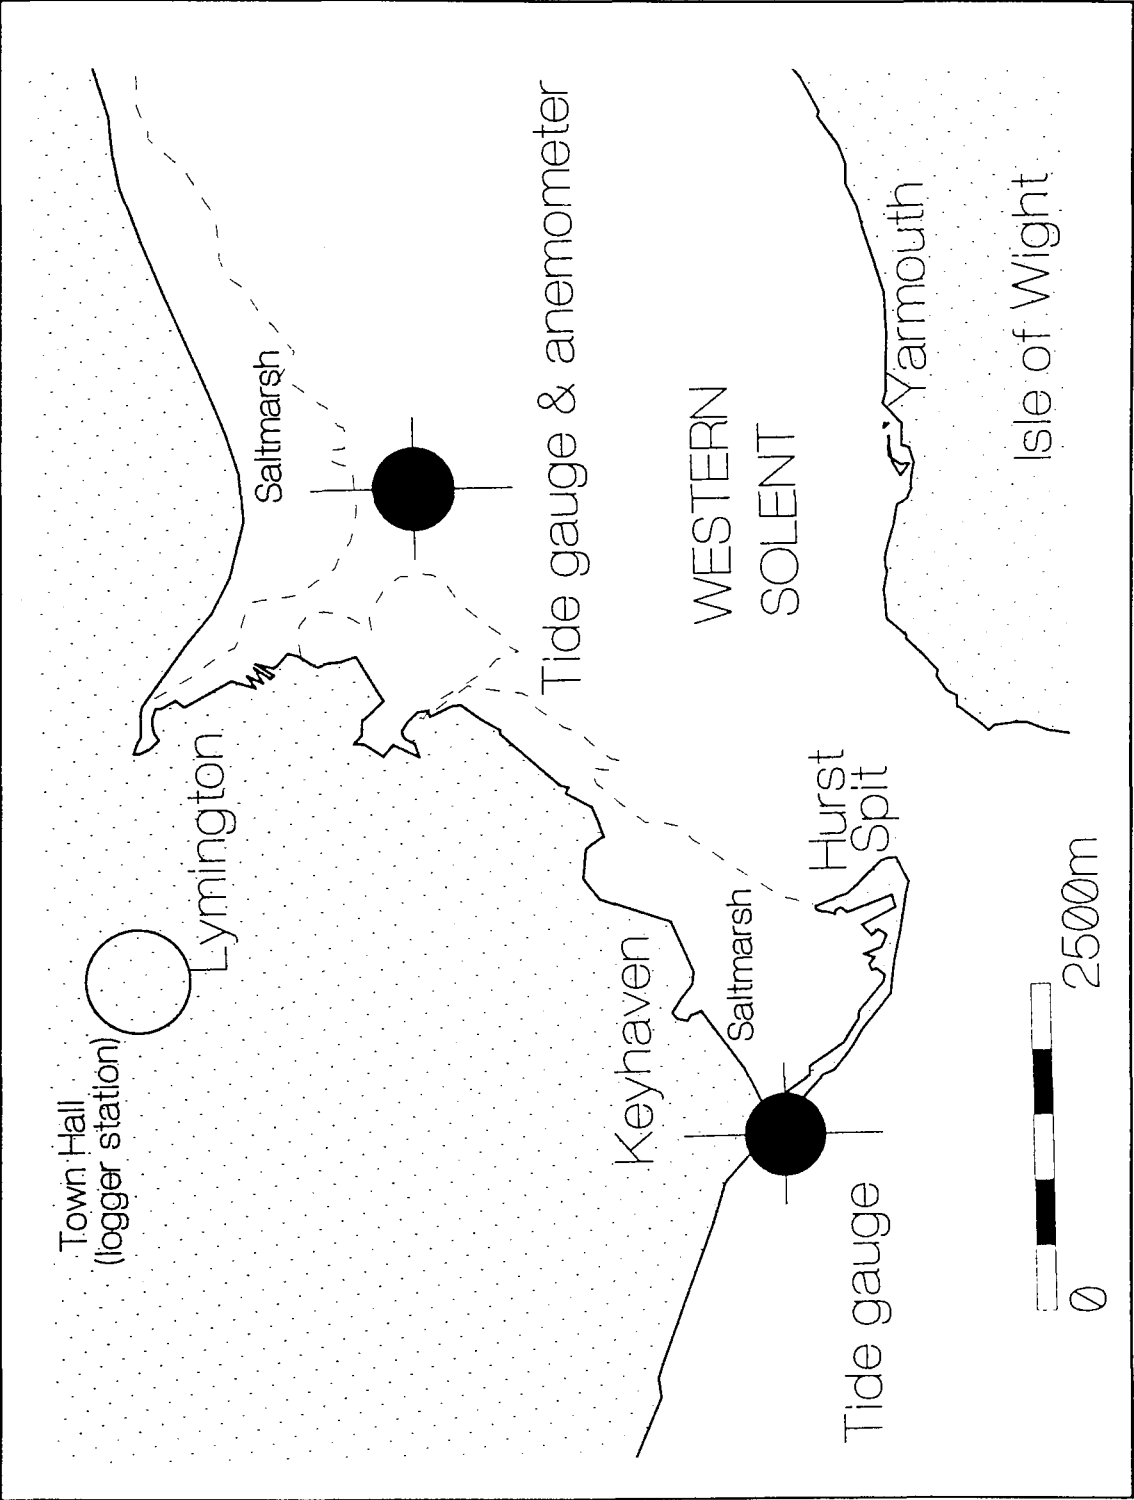 Town Hall
(logger station)
Lymington
Saltmarsh
Tide gauge & anemometer
Keyhaven
WESTERN
SOLENT
Saltmarsh
Hurst
Spit
Tide gauge
Yarmouth
Isle of Wight
0
2500m